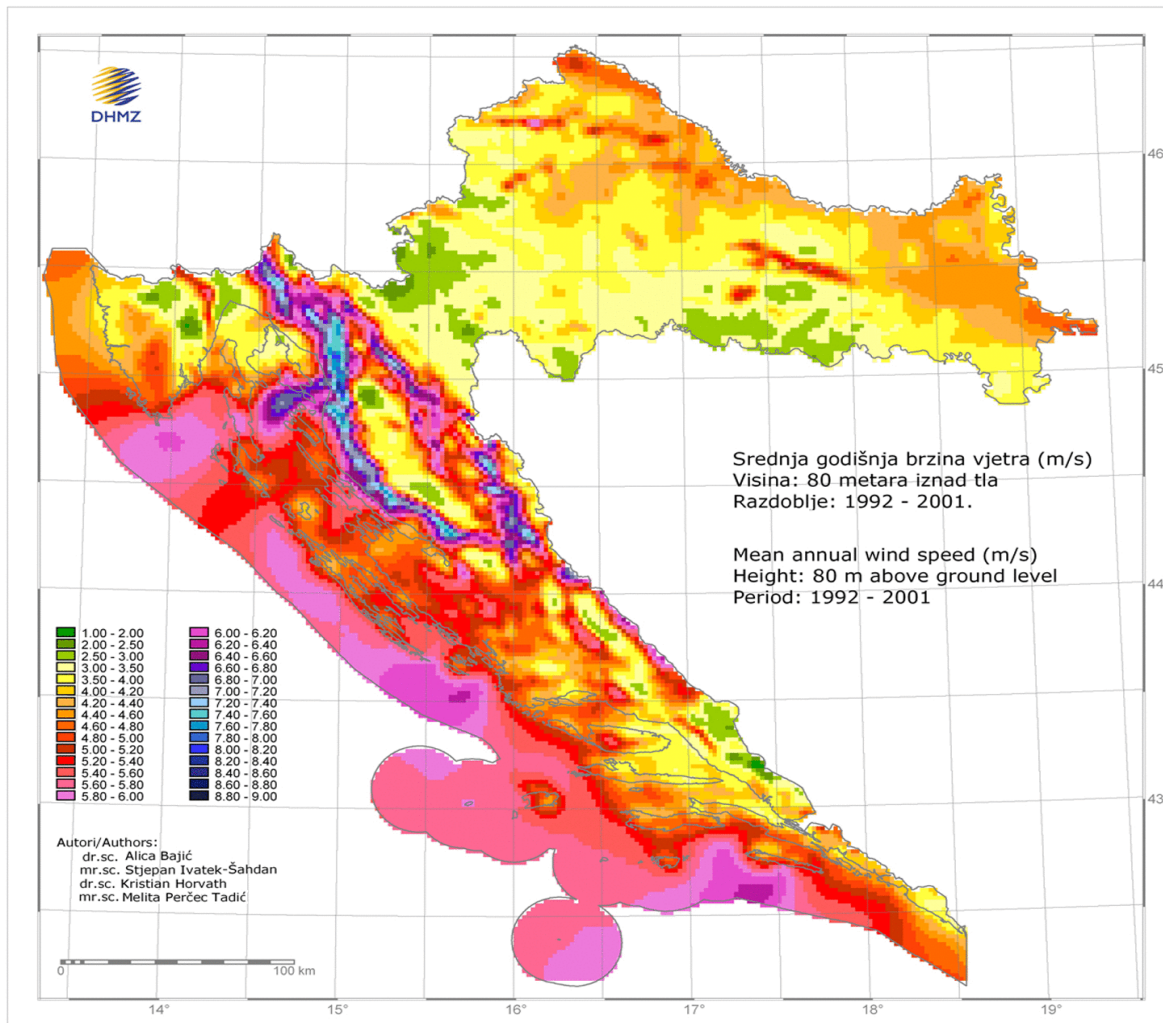 DHMZ
46
45
44
43
Srednja godišnja brzina vjetra (m/s)
Visina: 80 metara iznad tla
Razdoblje: 1992 - 2001.
Mean annual wind speed (m/s)
Height: 80 m above ground level
Period: 1992 - 2001
1.00 - 2.00
2.00 - 2.50
2.50 - 3.00
3.00 - 3.50
3.50 - 4.00
4.00 - 4.20
4.20 - 4.40
4.40 - 4.60
4.60 - 4.80
4.80 - 5.00
5.00 - 5.20
5.20 - 5.40
5.40 - 5.60
5.60 - 5.80
5.80 - 6.00
6.00 - 6.20
6.20 - 6.40
6.40 - 6.60
6.60 - 6.80
6.80 - 7.00
7.00 - 7.20
7.20 - 7.40
7.40 - 7.60
7.60 - 7.80
7.80 - 8.00
8.00 - 8.20
8.20 - 8.40
8.40 - 8.60
8.60 - 8.80
8.80 - 9.00
Autori/Authors:
dr.sc. Alica Bajić
mr.sc. Stjepan Ivatek-Šahdan
dr.sc. Kristian Horvath
mr.sc. Melita Perčec Tadić
0 100 km
14° 15° 16° 17° 18° 19°